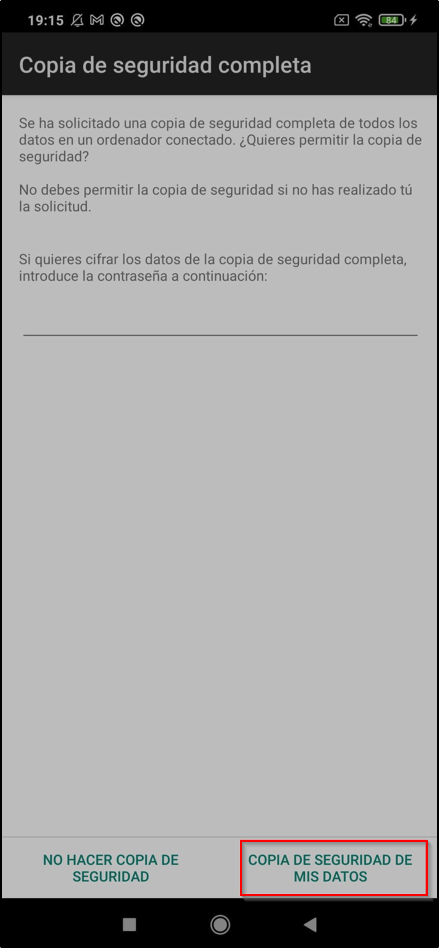 19:15
84
Copia de seguridad completa
Se ha solicitado una copia de seguridad completa de todos los
datos en un ordenador conectado. ¿Quieres permitir la copia de
seguridad?
No debes permitir la copia de seguridad si no has realizado tú
la solicitud.
Si quieres cifrar los datos de la copia de seguridad completa,
introduce la contraseña a continuación:
NO HACER COPIA DE
SEGURIDAD
COPIA DE SEGURIDAD DE
MIS DATOS